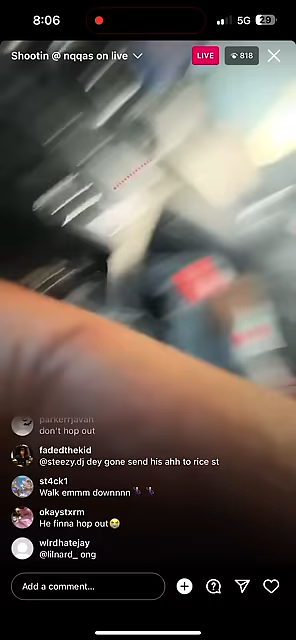 8:06
5G 29
Shootin @ nqqas on live
LIVE
818
parkerrjavan
don't hop out
fadedthekid
@steezy.dj dey gone send his ahh to rice st
st4ck1
Walk emmm downnnn
okaystxrm
He finna hop out😭
wlrdhatejay
@lilnard_ ong
Add a comment...